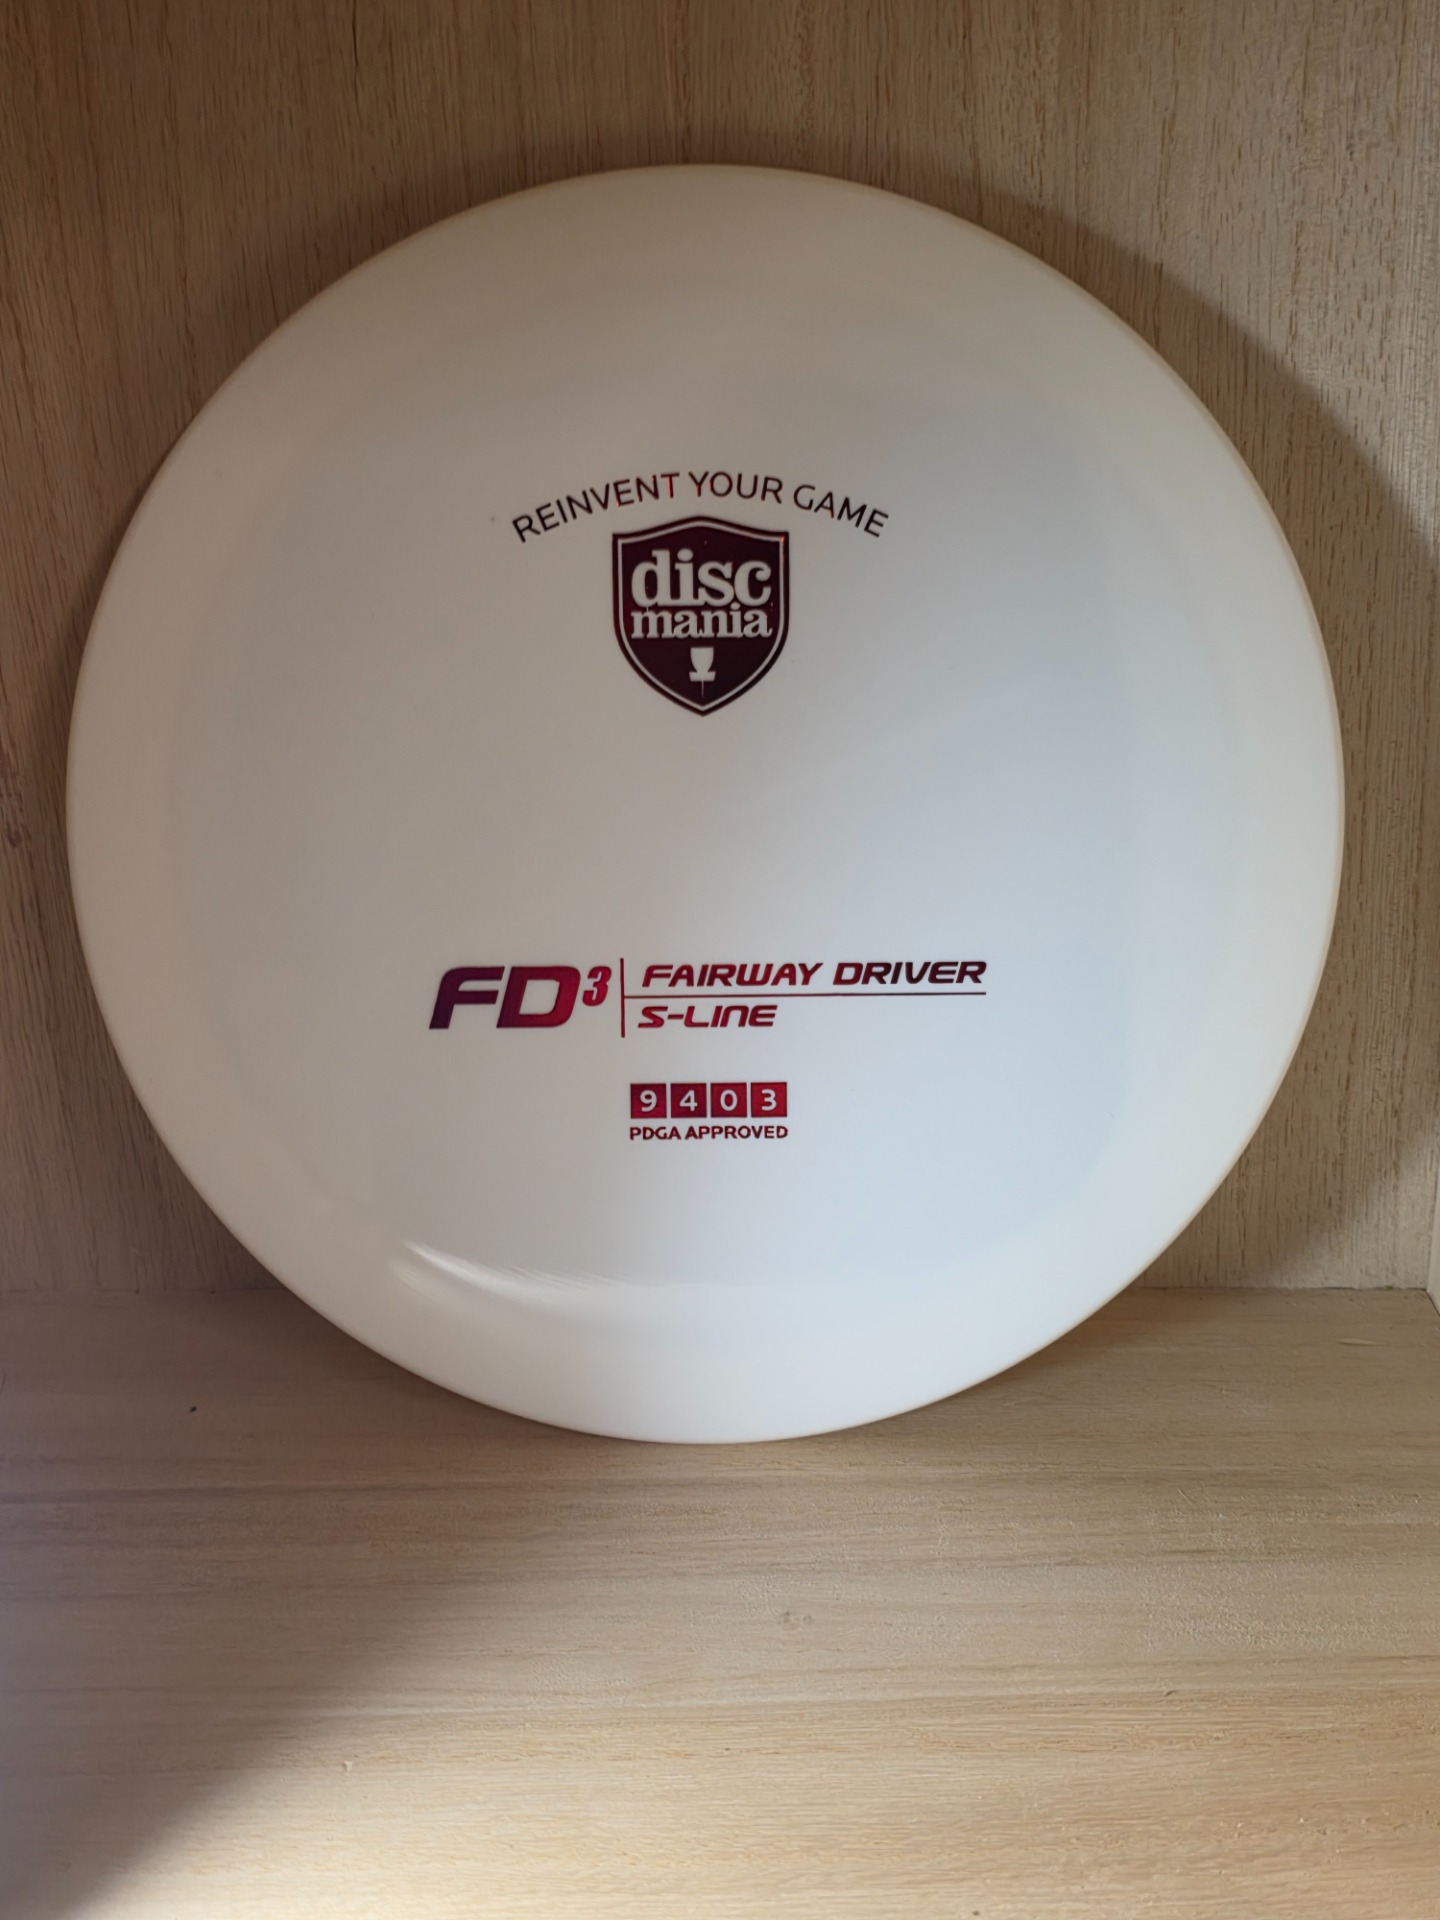 REINVENT YOUR GAME
disc
mania
FD³ FAIRWAY DRIVER
S-LINE
9 4 0 3
PDGA APPROVED